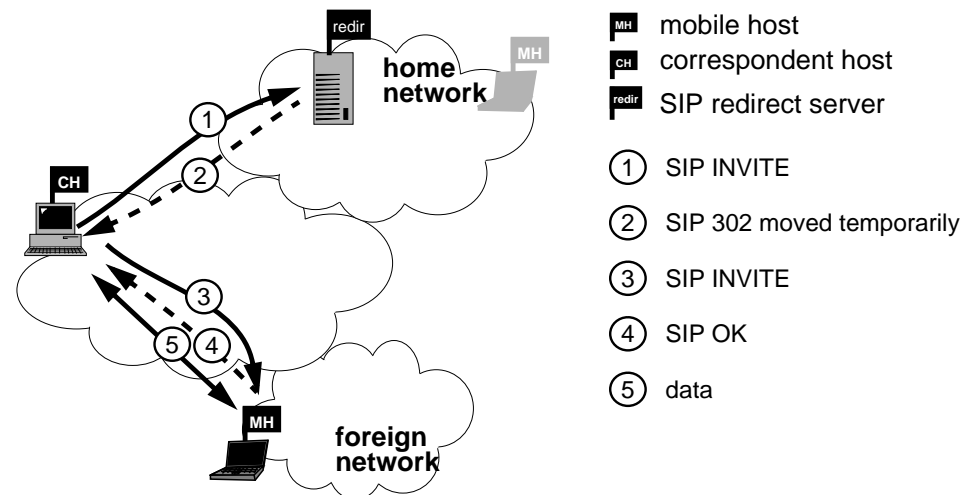 redir
home
network
MH
1
2
CH
3
5
4
MH
foreign
network
MH mobile host
CH correspondent host
redir SIP redirect server
1 SIP INVITE
2 SIP 302 moved temporarily
3 SIP INVITE
4 SIP OK
5 data